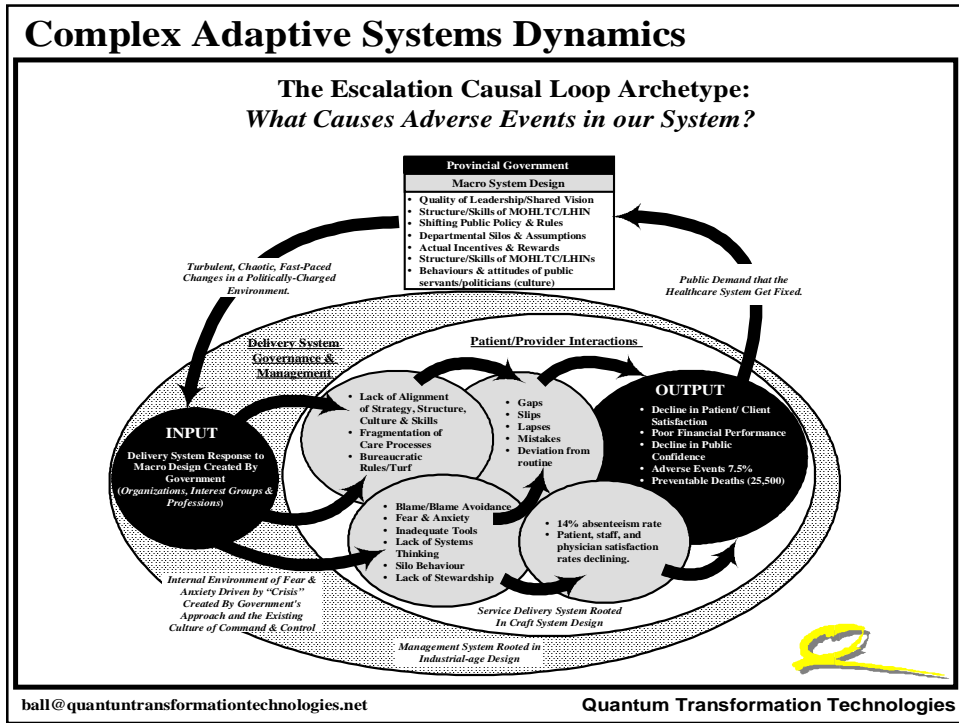 Complex Adaptive Systems Dynamics
The Escalation Causal Loop Archetype:
What Causes Adverse Events in our System?
Provincial Government
Macro System Design
• Quality of Leadership/Shared Vision
• Structure/Skills of MOHLTC/LHIN
• Shifting Public Policy & Rules
• Departmental Silos & Assumptions
• Actual Incentives & Rewards
• Structure/Skills of MOHLTC/LHINs
• Behaviours & attitudes of public
servants/politicians (culture)
Turbulent, Chaotic, Fast-Paced
Changes in a Politically-Charged
Environment.
Public Demand that the
Healthcare System Get Fixed.
Delivery System
Governance &
Management
Patient/Provider Interactions
INPUT
Delivery System Response to
Macro Design Created By
Government
(Organizations, Interest Groups &
Professions)
• Lack of Alignment
of Strategy, Structure,
Culture & Skills
• Fragmentation of
Care Processes
• Bureaucratic
Rules/Turf
• Gaps
• Slips
• Lapses
• Mistakes
• Deviation from
routine
OUTPUT
• Decline in Patient/ Client
Satisfaction
• Poor Financial Performance
• Decline in Public
Confidence
• Adverse Events 7.5%
• Preventable Deaths (25,500)
• Blame/Blame Avoidance
• Fear & Anxiety
• Inadequate Tools
• Lack of Systems
Thinking
• Silo Behaviour
• Lack of Stewardship
• 14% absenteeism rate
• Patient, staff, and
physician satisfaction
rates declining.
Internal Environment of Fear &
Anxiety Driven by “Crisis”
Created By Government's
Approach and the Existing
Culture of Command & Control
Service Delivery System Rooted
In Craft System Design
Management System Rooted in
Industrial-age Design
ball@quantuntransformationtechnologies.net
Quantum Transformation Technologies